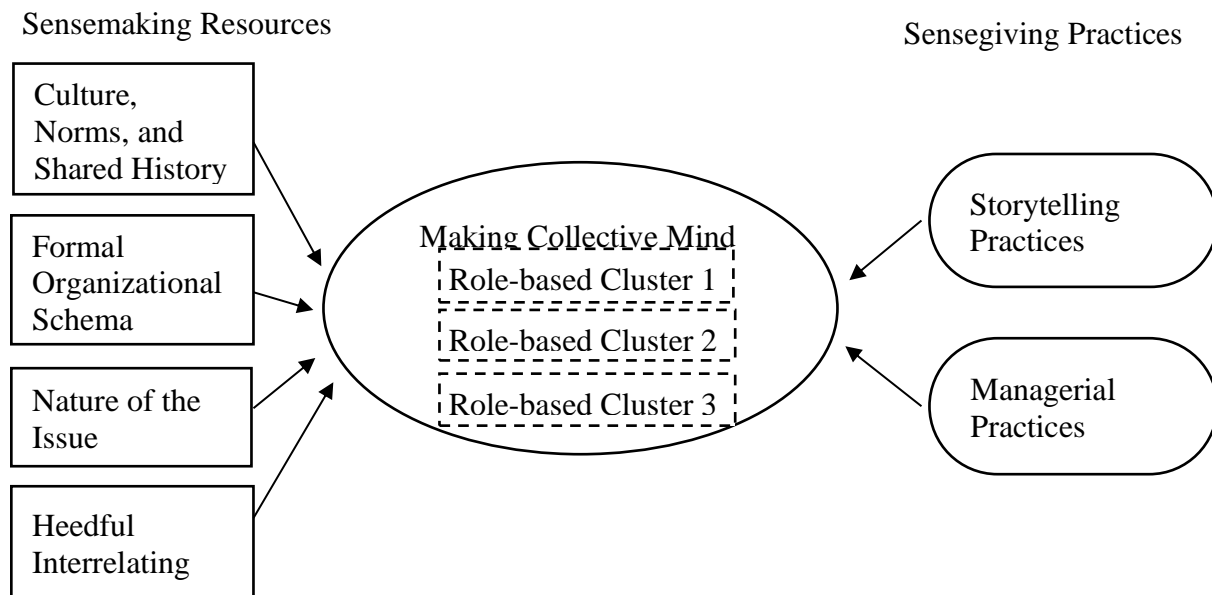 Sensemaking Resources
Sensegiving Practices
Culture,
Norms, and
Shared History
Formal
Organizational
Schema
Nature of the
Issue
Heedful
Interrelating
Making Collective Mind
Role-based Cluster 1
Role-based Cluster 2
Role-based Cluster 3
Storytelling
Practices
Managerial
Practices